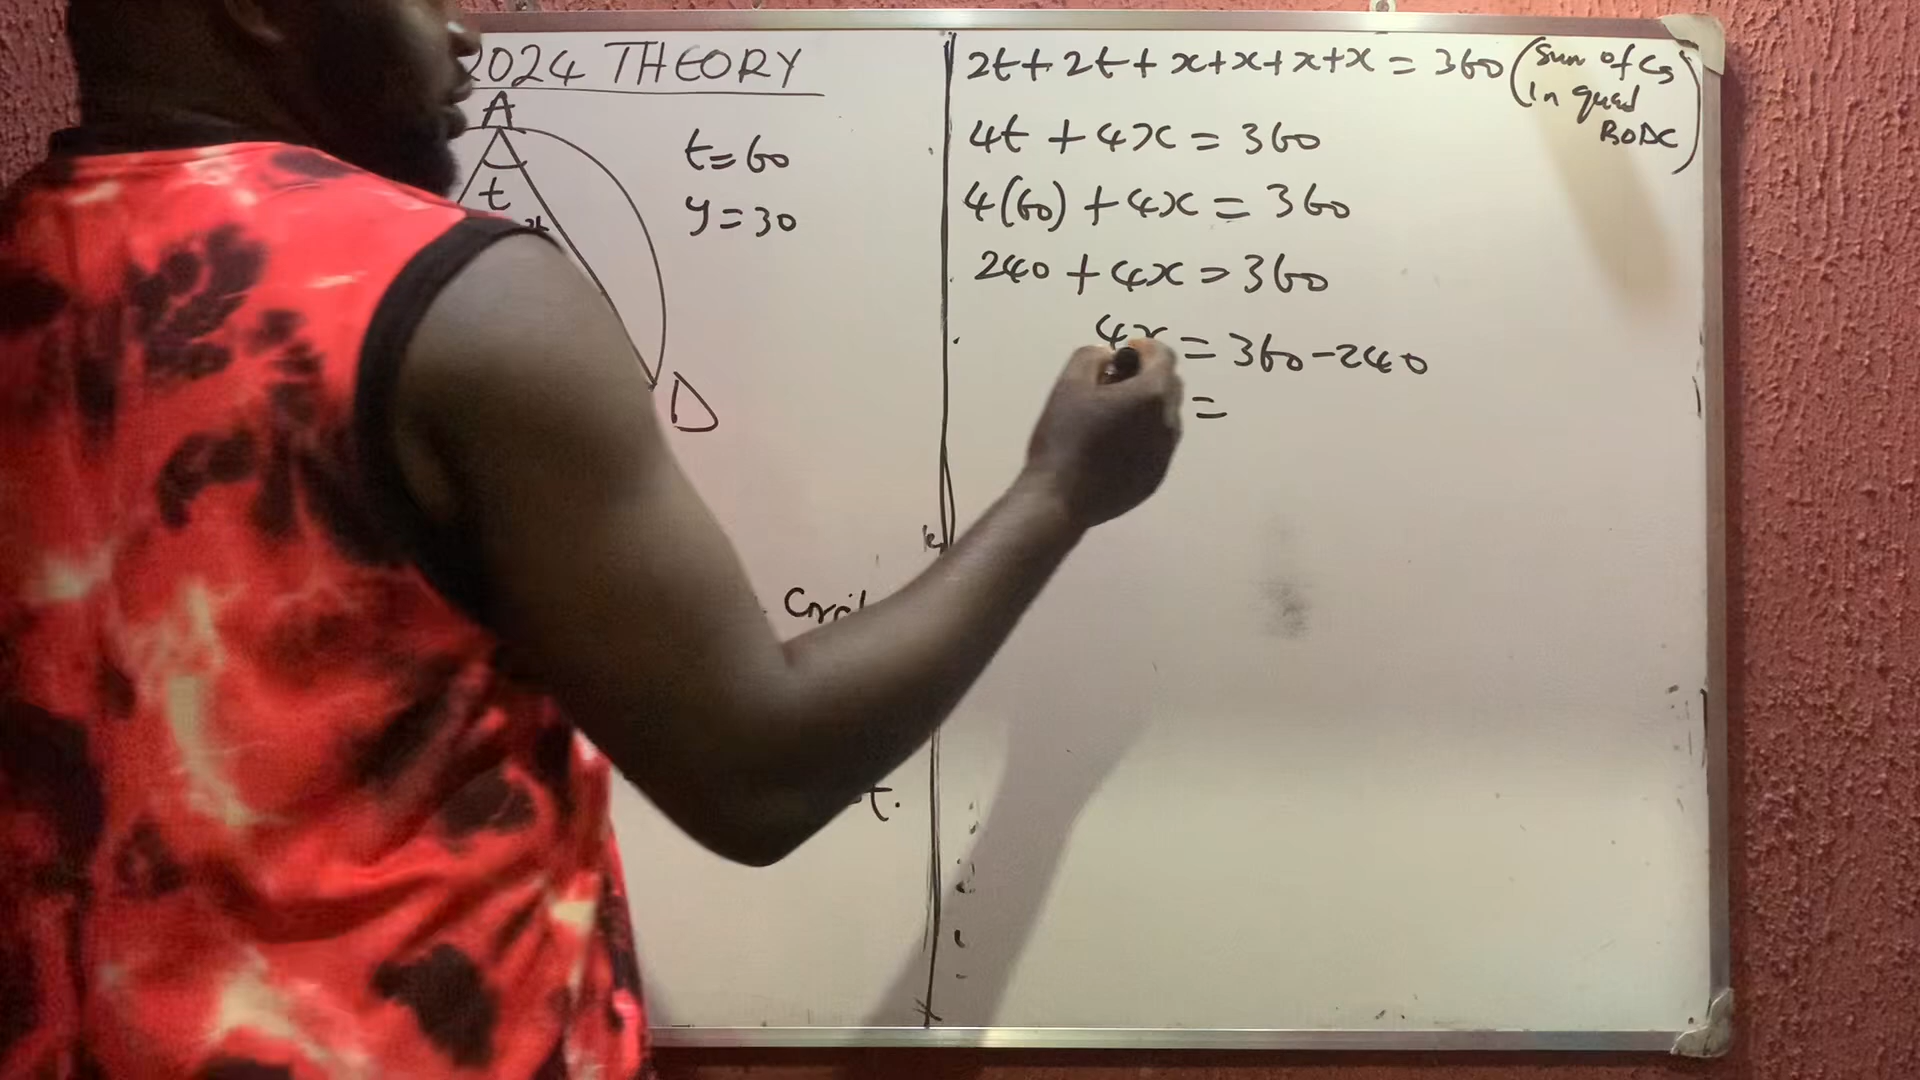 2024 THEORY
A
t
t=60
y=30
D
2t+2t+x+x+x+x=360 (Sum of Cs
in quad
BODC)
4t+4x=360
4(60)+4x=360
240+4x=360
4x=360-240
=
t.